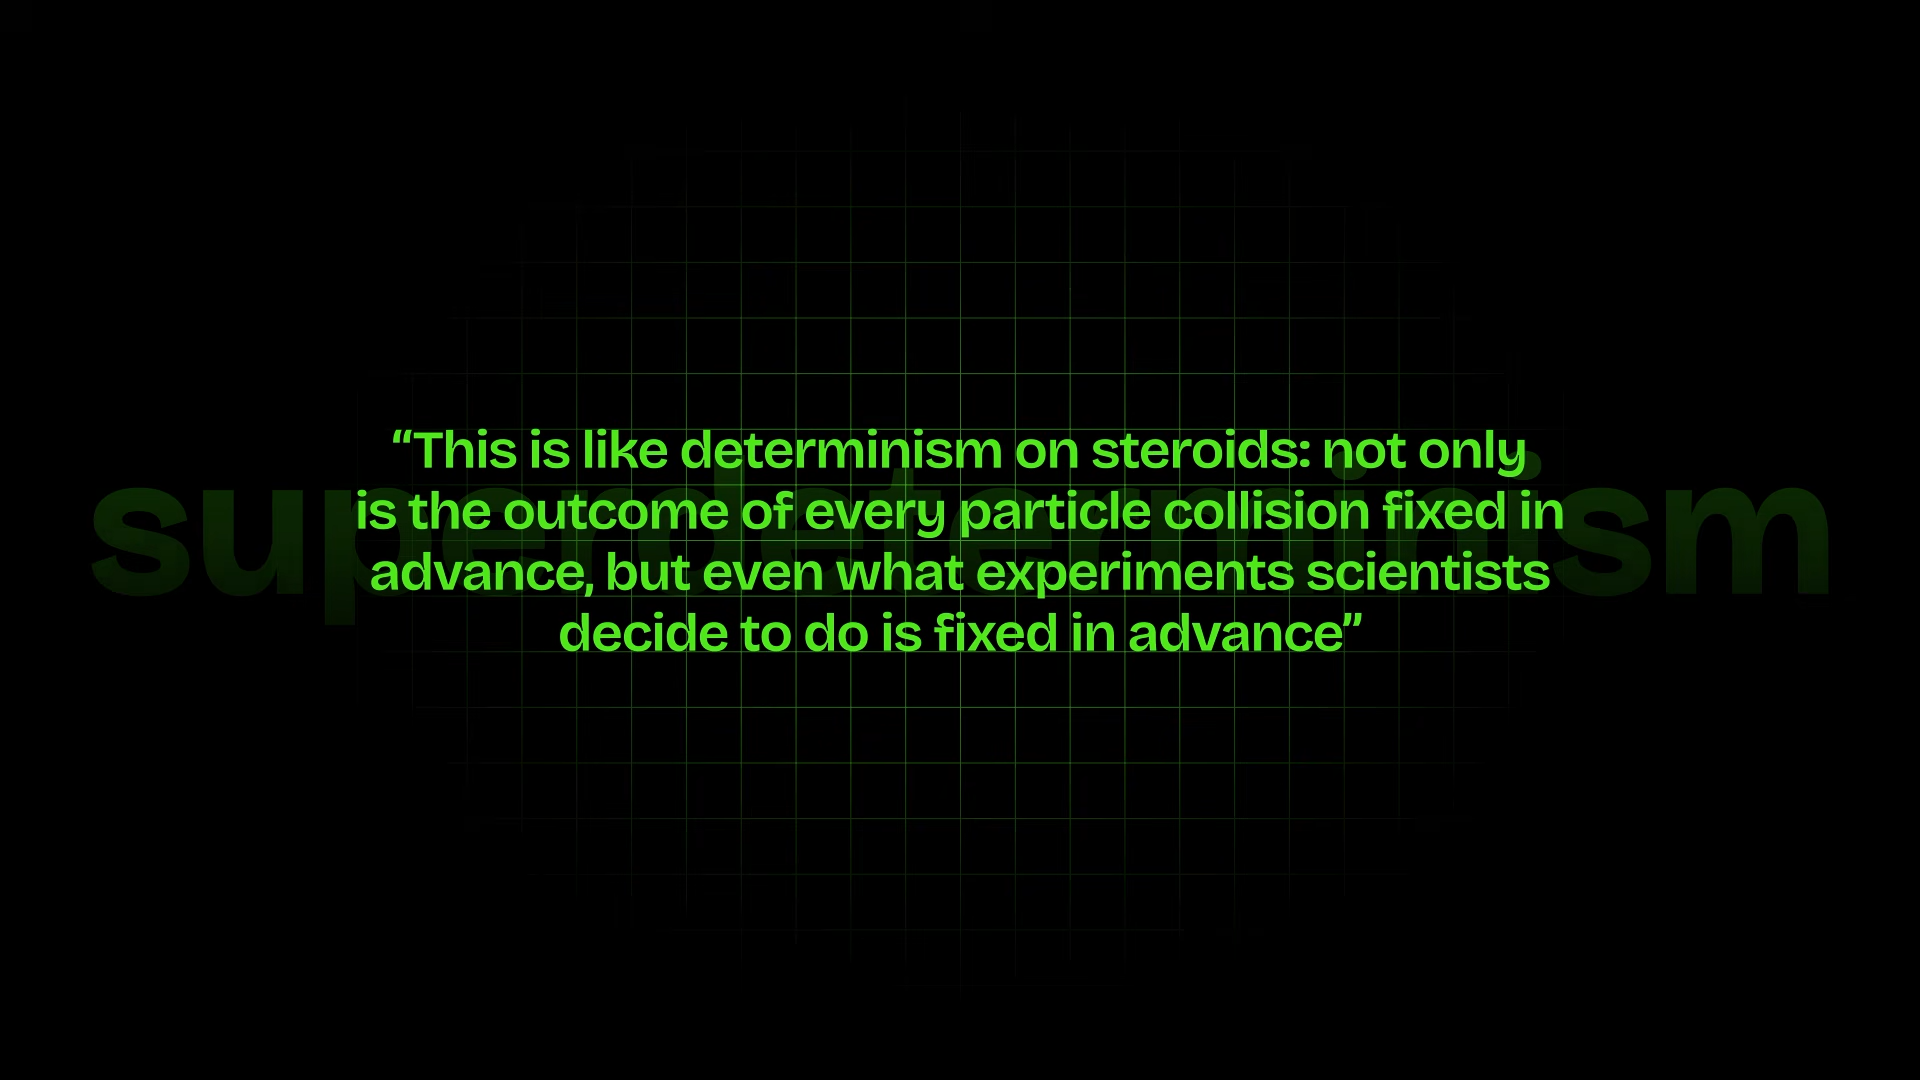 “This is like determinism on steroids: not only
is the outcome of every particle collision fixed in
advance, but even what experiments scientists
decide to do is fixed in advance”
superdeterminism